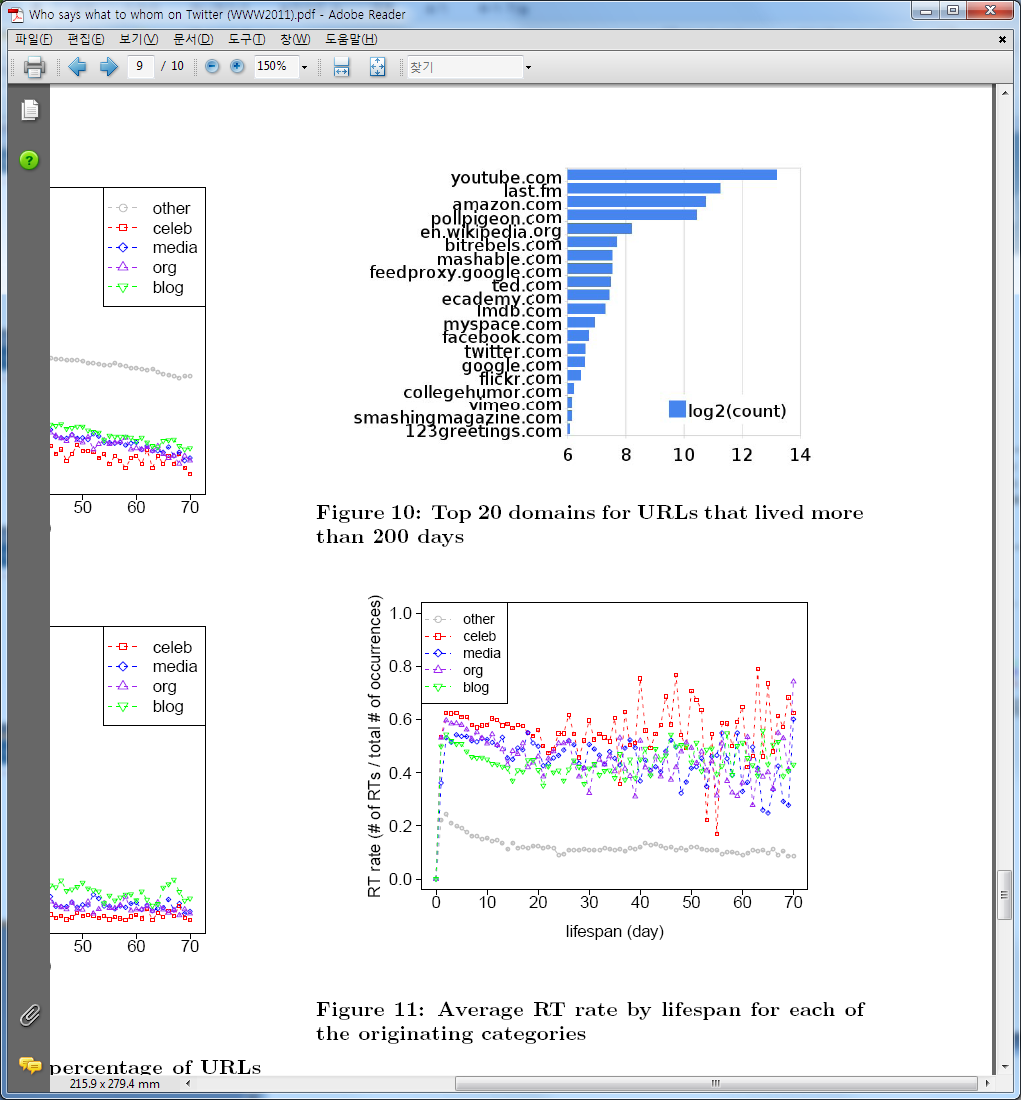 Who says what to whom on Twitter (WWW2011).pdf - Adobe Reader
파일(F) 편집(E) 보기(V) 문서(D) 도구(T) 창(W) 도움말(H)
9 / 10 150% 찾기
other
celeb
media
org
blog
50 60 70
celeb
media
org
blog
50 60 70
percentage of URLs
youtube.com
last.fm
amazon.com
pollpigeon.com
en.wikipedia.org
bitrebels.com
mashable.com
feedproxy.google.com
ted.com
ecademy.com
imdb.com
myspace.com
facebook.com
twitter.com
google.com
flickr.com
collegehumor.com
vimeo.com
smashingmagazine.com
123greetings.com
log2(count)
6 8 10 12 14
Figure 10: Top 20 domains for URLs that lived more
than 200 days
RT rate (# of RTs / total # of occurrences)
1.0
0.8
0.6
0.4
0.2
0.0
other
celeb
media
org
blog
0 10 20 30 40 50 60 70
lifespan (day)
Figure 11: Average RT rate by lifespan for each of
the originating categories
215.9 x 279.4 mm